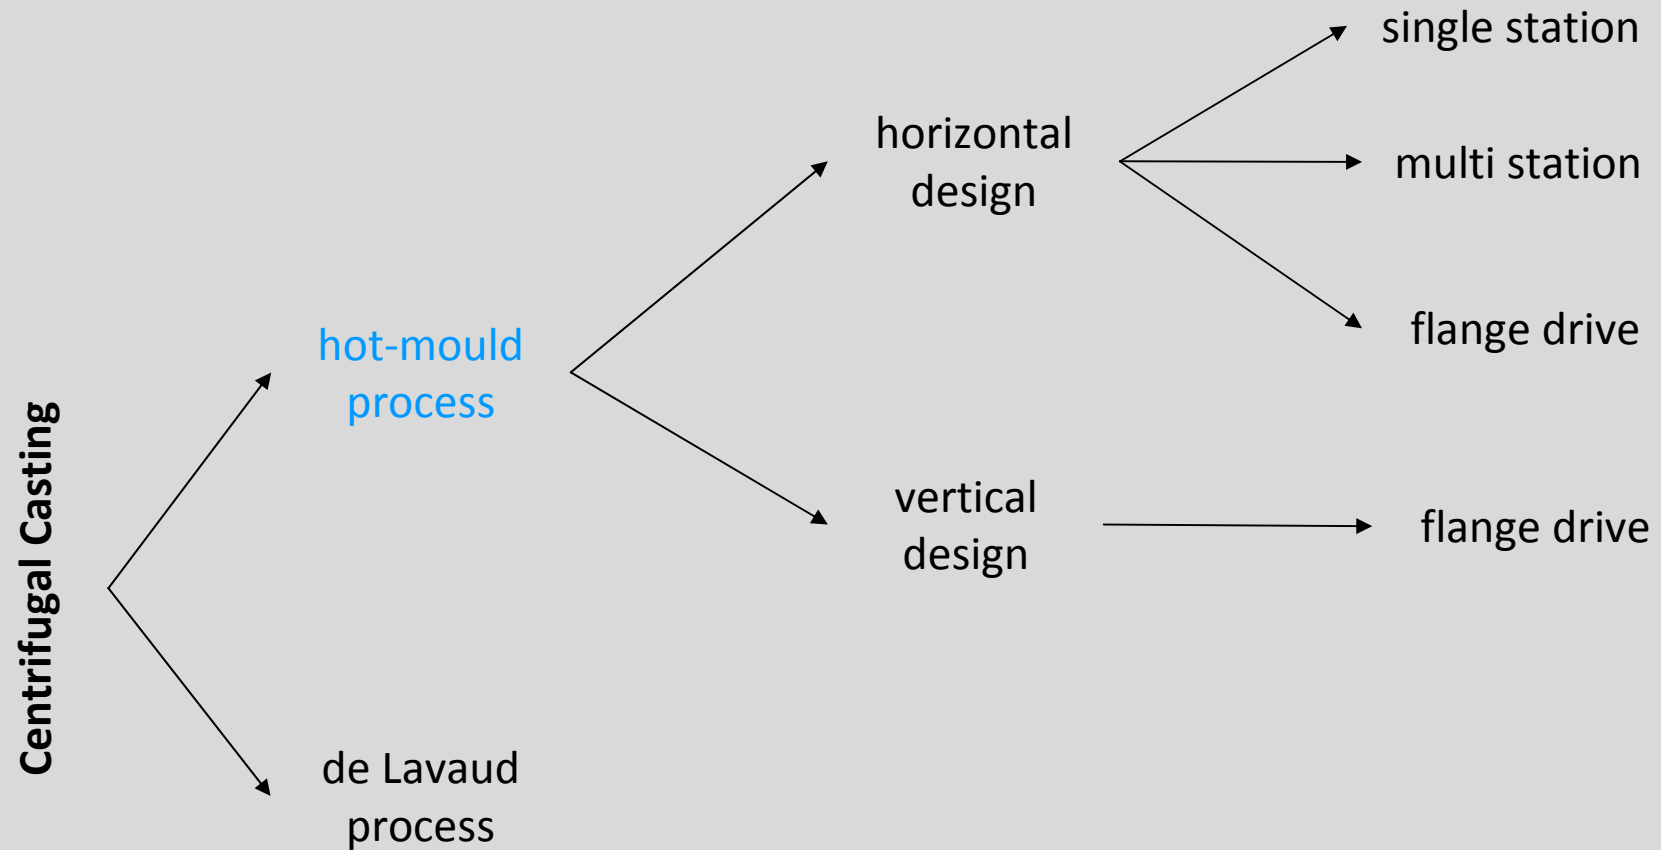 Centrifugal Casting
hot-mould
process
de Lavaud
process
horizontal
design
vertical
design
single station
multi station
flange drive
flange drive